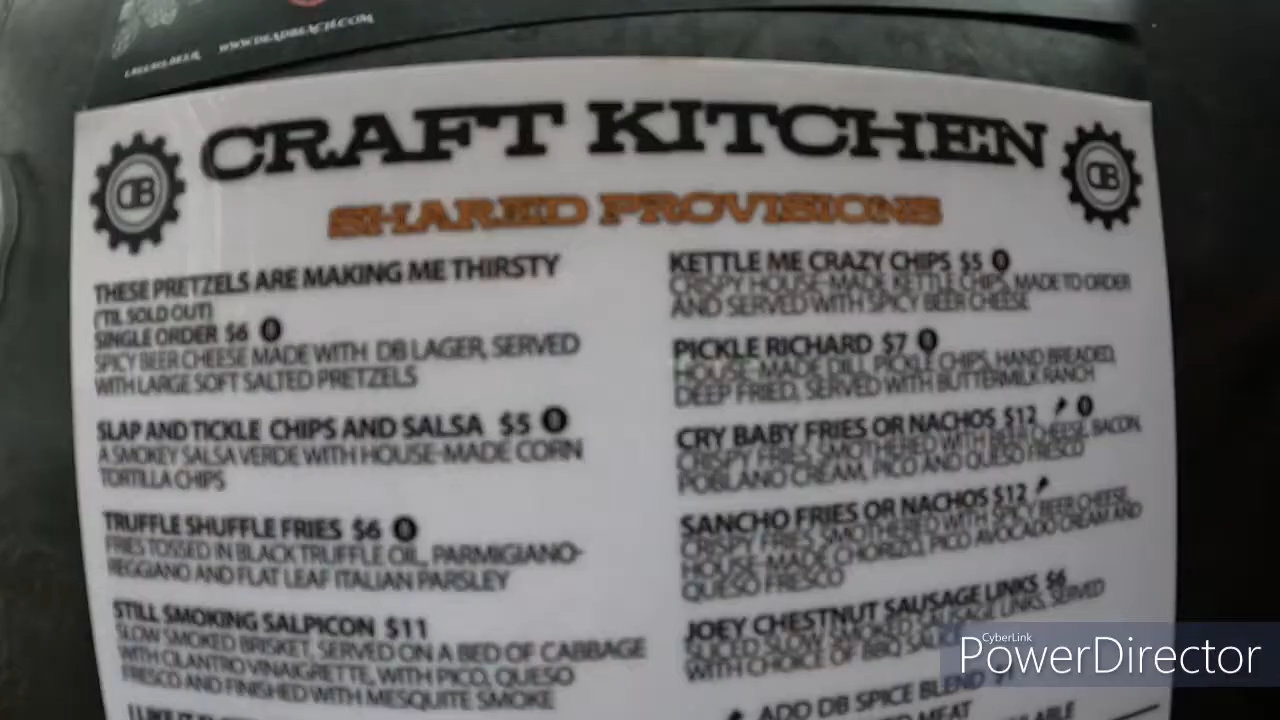 WWW.DEADBEACH.COM
CRAFT KITCHEN
DB
DB
SHARED PROVISIONS
THESE PRETZELS ARE MAKING ME THIRSTY
('TIL SOLD OUT)
SINGLE ORDER $6
SPICY BEER CHEESE MADE WITH DB LAGER, SERVED
WITH LARGE SOFT SALTED PRETZELS
SLAP AND TICKLE CHIPS AND SALSA $5
A SMOKEY SALSA VERDE WITH HOUSE-MADE CORN
TORTILLA CHIPS
TRUFFLE SHUFFLE FRIES $6
FRIES TOSSED IN BLACK TRUFFLE OIL, PARMIGIANO-
REGGIANO AND FLAT LEAF ITALIAN PARSLEY
STILL SMOKING SALPICON $11
SLOW SMOKED BRISKET, SERVED ON A BED OF CABBAGE
WITH CILANTRO VINAIGRETTE, WITH PICO, QUESO
FRESCO AND FINISHED WITH MESQUITE SMOKE
KETTLE ME CRAZY CHIPS $5
CRISPY HOUSE-MADE KETTLE CHIPS, MADE TO ORDER
AND SERVED WITH SPICY BEER CHEESE
PICKLE RICHARD $7
HOUSE-MADE DILL PICKLE CHIPS, HAND BREADED,
DEEP FRIED, SERVED WITH BUTTERMILK RANCH
CRY BABY FRIES OR NACHOS $12
CRISPY FRIES SMOTHERED WITH BEER CHEESE, BACON,
POBLANO CREAM, PICO AND QUESO FRESCO
SANCHO FRIES OR NACHOS $12
CRISPY FRIES SMOTHERED WITH SPICY BEER CHEESE,
HOUSE-MADE CHORIZO, PICO AVOCADO CREAM AND
QUESO FRESCO
JOEY CHESTNUT SAUSAGE LINKS $6
SLICED SLOW SMOKED SAUSAGE LINKS, SERVED
WITH CHOICE OF BBQ
ADD DB SPICE BLEND
MEAT
CyberLink
PowerDirector